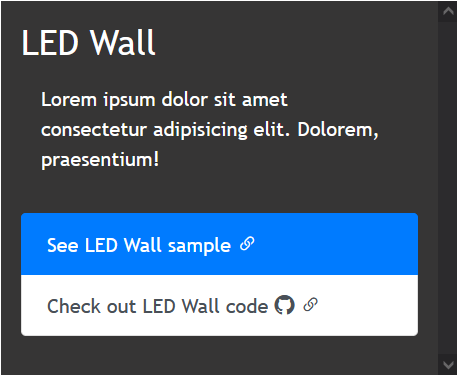 LED Wall
Lorem ipsum dolor sit amet
consectetur adipisicing elit. Dolorem,
praesentium!
See LED Wall sample
Check out LED Wall code